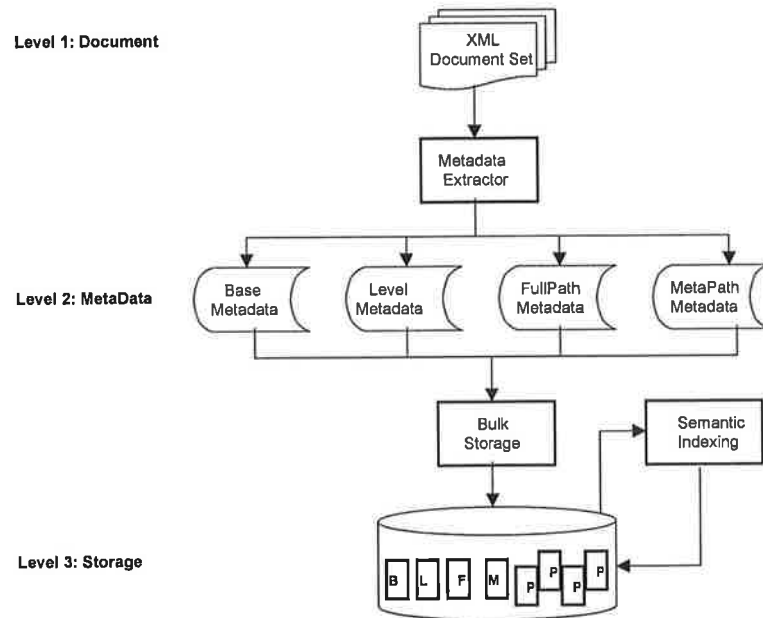 Level 1: Document
XML
Document Set
Metadata
Extractor
Level 2: MetaData
Base
Metadata
Level
Metadata
FullPath
Metadata
MetaPath
Metadata
Bulk
Storage
Semantic
Indexing
Level 3: Storage
B L F M P P P P